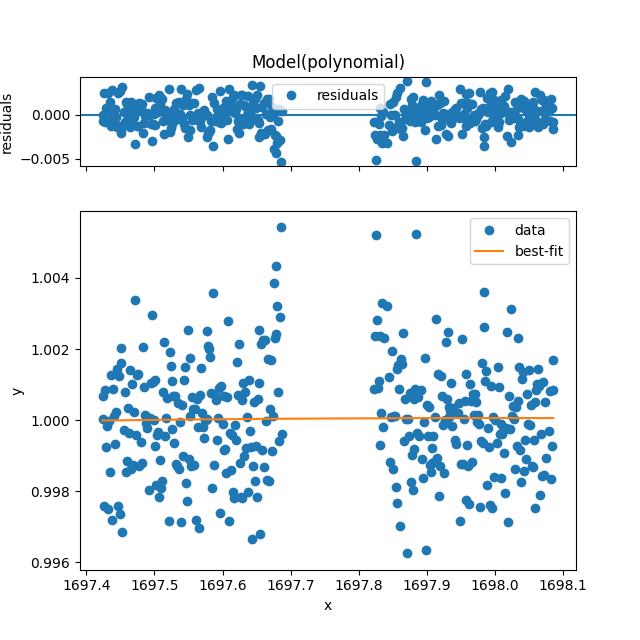 Model(polynomial)
residuals
0.000
−0.005
residuals
y
1.004
1.002
1.000
0.998
0.996
data
best-fit
1697.4 1697.5 1697.6 1697.7 1697.8 1697.9 1698.0 1698.1
x